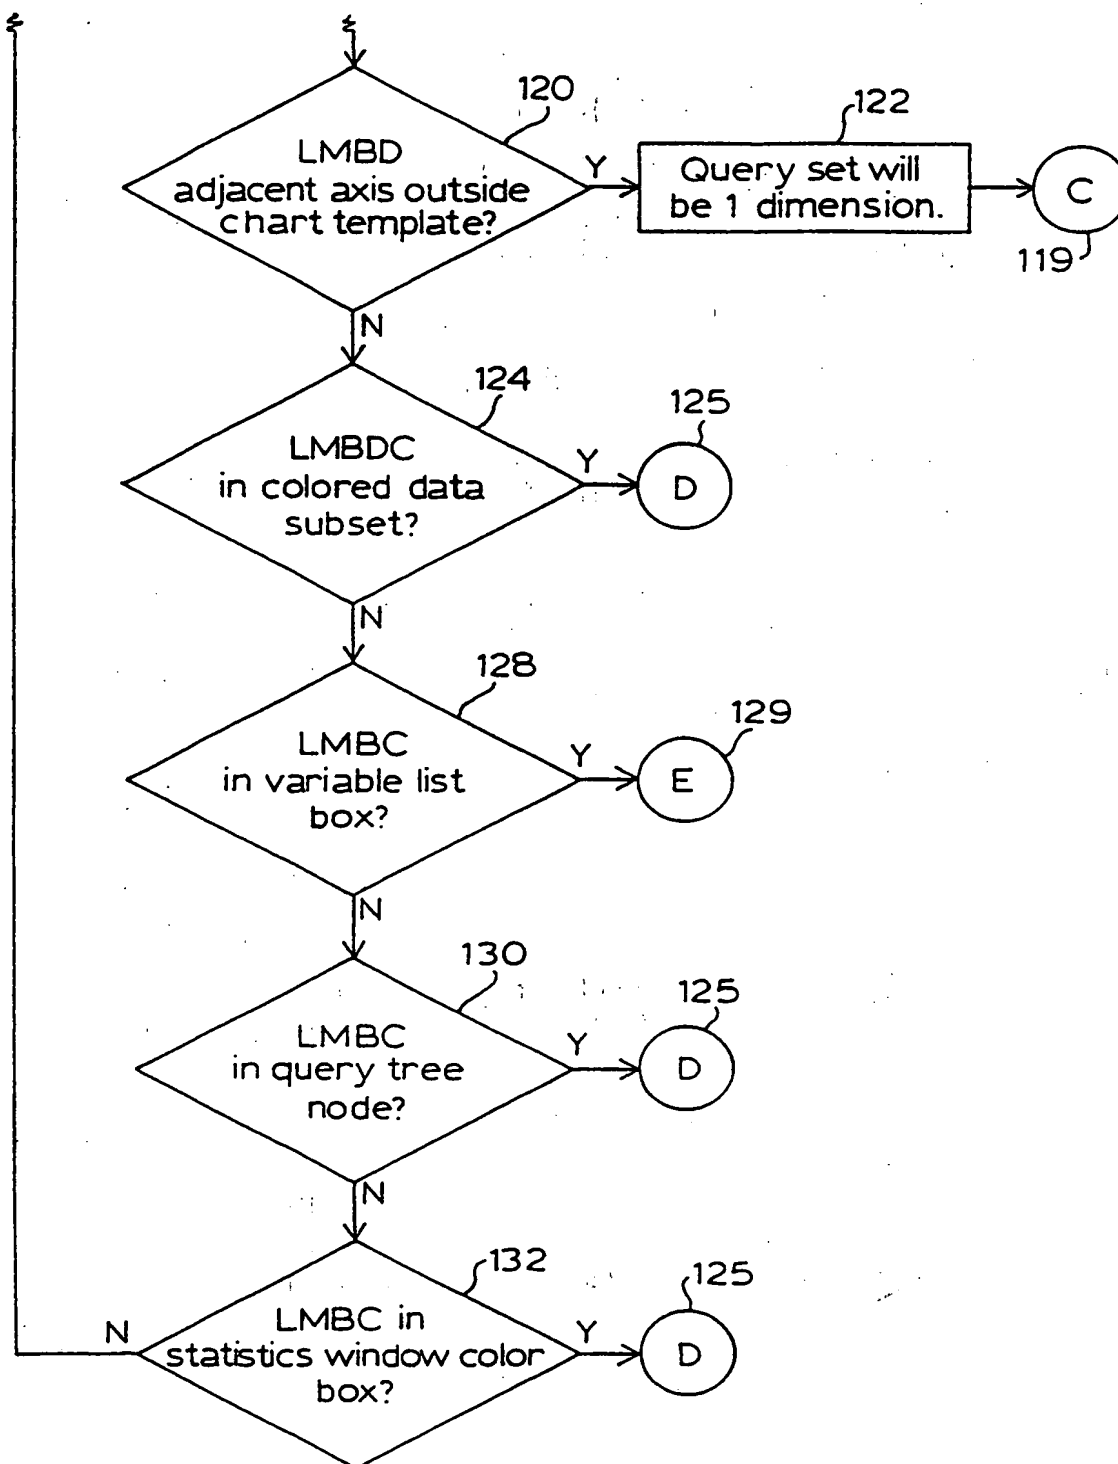 120
LMBD
adjacent axis outside
chart template?
Y
122
Query set will
be 1 dimension.
C
119
N
124
LMBDC
in colored data
subset?
Y
125
D
N
128
LMBC
in variable list
box?
Y
129
E
N
130
LMBC
in query tree
node?
Y
125
D
N
132
LMBC in
statistics window color
box?
N
Y
125
D